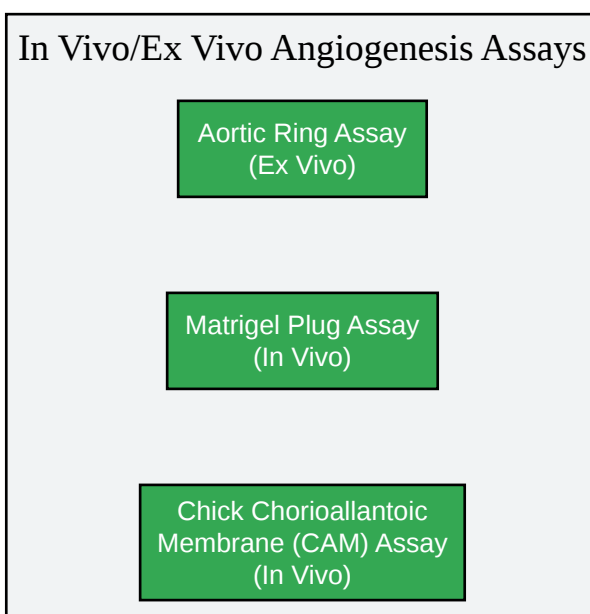 In Vivo/Ex Vivo Angiogenesis Assays
Aortic Ring Assay
(Ex Vivo)
Matrigel Plug Assay
(In Vivo)
Chick Chorioallantoic
Membrane (CAM) Assay
(In Vivo)